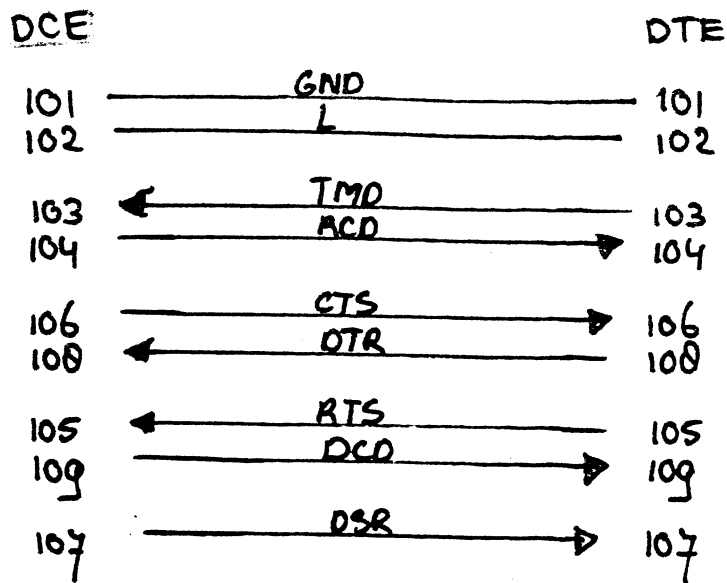 DCE DTE
101 GND 101
102 L 102
103 TMD 103
104 RCD 104
106 CTS 106
108 DTR 108
105 RTS 105
109 DCD 109
107 DSR 107